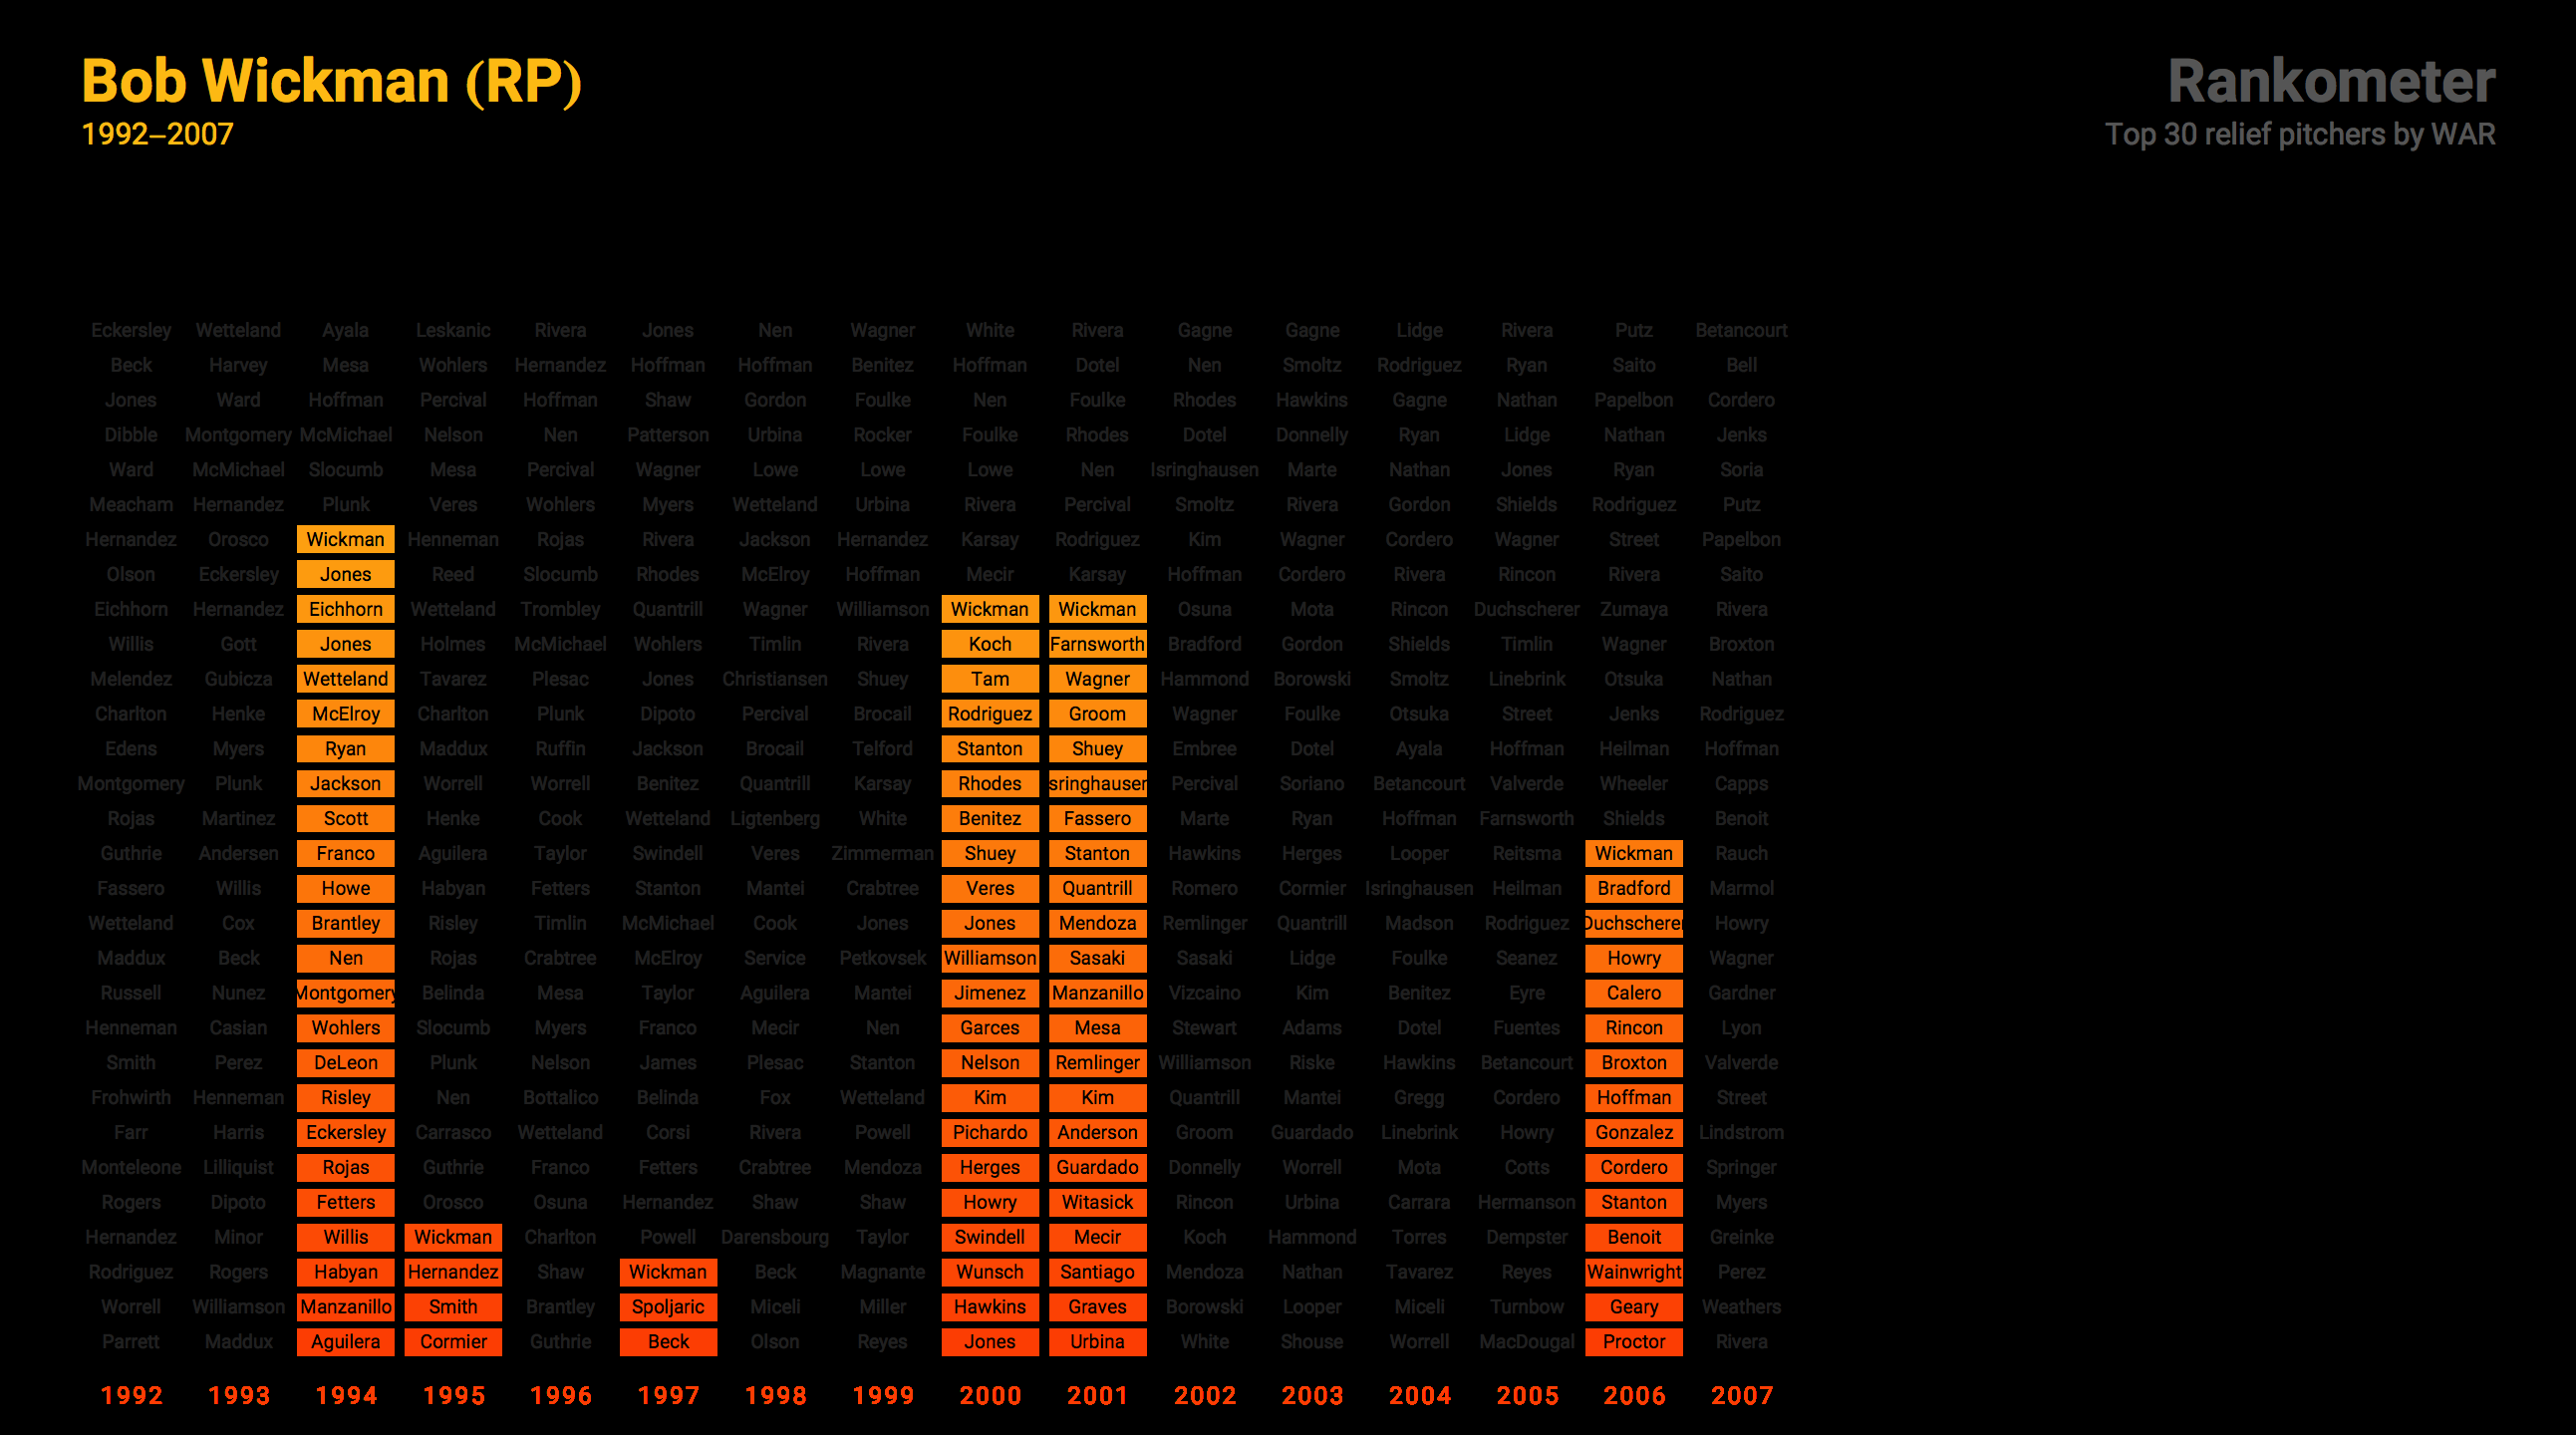 Bob Wickman (RP)
1992–2007
Rankometer
Top 30 relief pitchers by WAR
Eckersley Wetteland Ayala Leskanic Rivera Jones Nen Wagner White Rivera Gagne Gagne Lidge Rivera Putz Betancourt
Beck Harvey Mesa Wohlers Hernandez Hoffman Hoffman Benitez Hoffman Dotel Nen Smoltz Rodriguez Ryan Saito Bell
Jones Ward Hoffman Percival Hoffman Shaw Gordon Foulke Nen Foulke Rhodes Hawkins Gagne Nathan Papelbon Cordero
Dibble Montgomery McMichael Nelson Nen Patterson Urbina Rocker Foulke Rhodes Dotel Donnelly Ryan Lidge Nathan Jenks
Ward McMichael Slocumb Mesa Percival Wagner Lowe Lowe Lowe Nen Isringhausen Marte Nathan Jones Ryan Soria
Meacham Hernandez Plunk Veres Wohlers Myers Wetteland Urbina Rivera Percival Smoltz Rivera Gordon Shields Rodriguez Putz
Hernandez Orosco Wickman Henneman Rojas Rivera Jackson Hernandez Karsay Rodriguez Kim Wagner Cordero Wagner Street Papelbon
Olson Eckersley Jones Reed Slocumb Rhodes McElroy Hoffman Mecir Karsay Hoffman Cordero Rivera Rincon Rivera Saito
Eichhorn Hernandez Eichhorn Wetteland Trombley Quantrill Wagner Williamson Wickman Wickman Osuna Mota Rincon Duchscherer Zumaya Rivera
Willis Gott Jones Holmes McMichael Wohlers Timlin Rivera Koch Farnsworth Bradford Gordon Shields Timlin Wagner Broxton
Melendez Gubicza Wetteland Tavarez Plesac Jones Christiansen Shuey Tam Wagner Hammond Borowski Smoltz Linebrink Otsuka Nathan
Charlton Henke McElroy Charlton Plunk Dipoto Percival Brocail Rodriguez Groom Wagner Foulke Otsuka Street Jenks Rodriguez
Edens Myers Ryan Maddux Ruffin Jackson Brocail Telford Stanton Shuey Embree Dotel Ayala Hoffman Heilman Hoffman
Montgomery Plunk Jackson Worrell Worrell Benitez Quantrill Karsay Rhodes sringhauser Percival Soriano Betancourt Valverde Wheeler Capps
Rojas Martinez Scott Henke Cook Wetteland Ligtenberg White Benitez Fassero Marte Ryan Hoffman Farnsworth Shields Benoit
Guthrie Andersen Franco Aguilera Taylor Swindell Veres Zimmerman Shuey Stanton Hawkins Herges Looper Reitsma Wickman Rauch
Fassero Willis Howe Habyan Fetters Stanton Mantei Crabtree Veres Quantrill Romero Cormier Isringhausen Heilman Bradford Marmol
Wetteland Cox Brantley Risley Timlin McMichael Cook Jones Jones Mendoza Remlinger Quantrill Madson Rodriguez Duchscherer Howry
Maddux Beck Nen Rojas Crabtree McElroy Service Petkovsek Williamson Sasaki Sasaki Lidge Foulke Seanez Howry Wagner
Russell Nunez Montgomery Belinda Mesa Taylor Aguilera Mantei Jimenez Manzanillo Vizcaino Kim Benitez Eyre Calero Gardner
Henneman Casian Wohlers Slocumb Myers Franco Mecir Nen Garces Mesa Stewart Adams Dotel Fuentes Rincon Lyon
Smith Perez DeLeon Plunk Nelson James Plesac Stanton Nelson Remlinger Williamson Riske Hawkins Betancourt Broxton Valverde
Frohwirth Henneman Risley Nen Bottalico Belinda Fox Wetteland Kim Kim Quantrill Mantei Gregg Cordero Hoffman Street
Farr Harris Eckersley Carrasco Wetteland Corsi Rivera Powell Pichardo Anderson Groom Guardado Linebrink Howry Gonzalez Lindstrom
Monteleone Lilliquist Rojas Guthrie Franco Fetters Crabtree Mendoza Herges Guardado Donnelly Worrell Mota Cotts Cordero Springer
Rogers Dipoto Fetters Orosco Osuna Hernandez Shaw Shaw Howry Witasick Rincon Urbina Carrara Hermanson Stanton Myers
Hernandez Minor Willis Wickman Charlton Powell Darensbourg Taylor Swindell Mecir Koch Hammond Torres Dempster Benoit Greinke
Rodriguez Rogers Habyan Hernandez Shaw Wickman Beck Magnante Wunsch Santiago Mendoza Nathan Tavarez Reyes Wainwright Perez
Worrell Williamson Manzanillo Smith Brantley Spoljaric Miceli Miller Hawkins Graves Borowski Looper Miceli Turnbow Geary Weathers
Parrett Maddux Aguilera Cormier Guthrie Beck Olson Reyes Jones Urbina White Shouse Worrell MacDougal Proctor Rivera
1992 1993 1994 1995 1996 1997 1998 1999 2000 2001 2002 2003 2004 2005 2006 2007